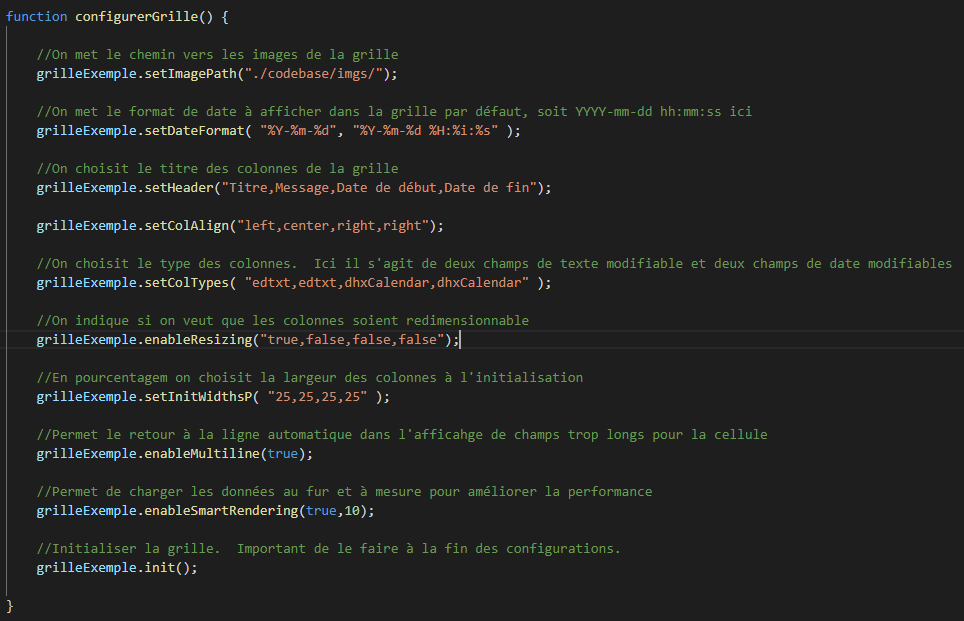 function configurerGrille() {
//On met le chemin vers les images de la grille
grilleExemple.setImagePath("./codebase/imgs/");
//On met le format de date à afficher dans la grille par défaut, soit YYYY-mm-dd hh:mm:ss ici
grilleExemple.setDateFormat( "%Y-%m-%d", "%Y-%m-%d %H:%i:%s" );
//On choisit le titre des colonnes de la grille
grilleExemple.setHeader("Titre,Message,Date de début,Date de fin");
grilleExemple.setColAlign("left,center,right,right");
//On choisit le type des colonnes.  Ici il s'agit de deux champs de texte modifiable et deux champs de date modifiables
grilleExemple.setColTypes( "edtxt,edtxt,dhxCalendar,dhxCalendar" );
//On indique si on veut que les colonnes soient redimensionnable
grilleExemple.enableResizing("true,false,false,false");
//En pourcentagem on choisit la largeur des colonnes à l'initialisation
grilleExemple.setInitWidthsP( "25,25,25,25" );
//Permet le retour à la ligne automatique dans l'afficahge de champs trop longs pour la cellule
grilleExemple.enableMultiline(true);
//Permet de charger les données au fur et à mesure pour améliorer la performance
grilleExemple.enableSmartRendering(true,10);
//Initialiser la grille.  Important de le faire à la fin des configurations.
grilleExemple.init();
}